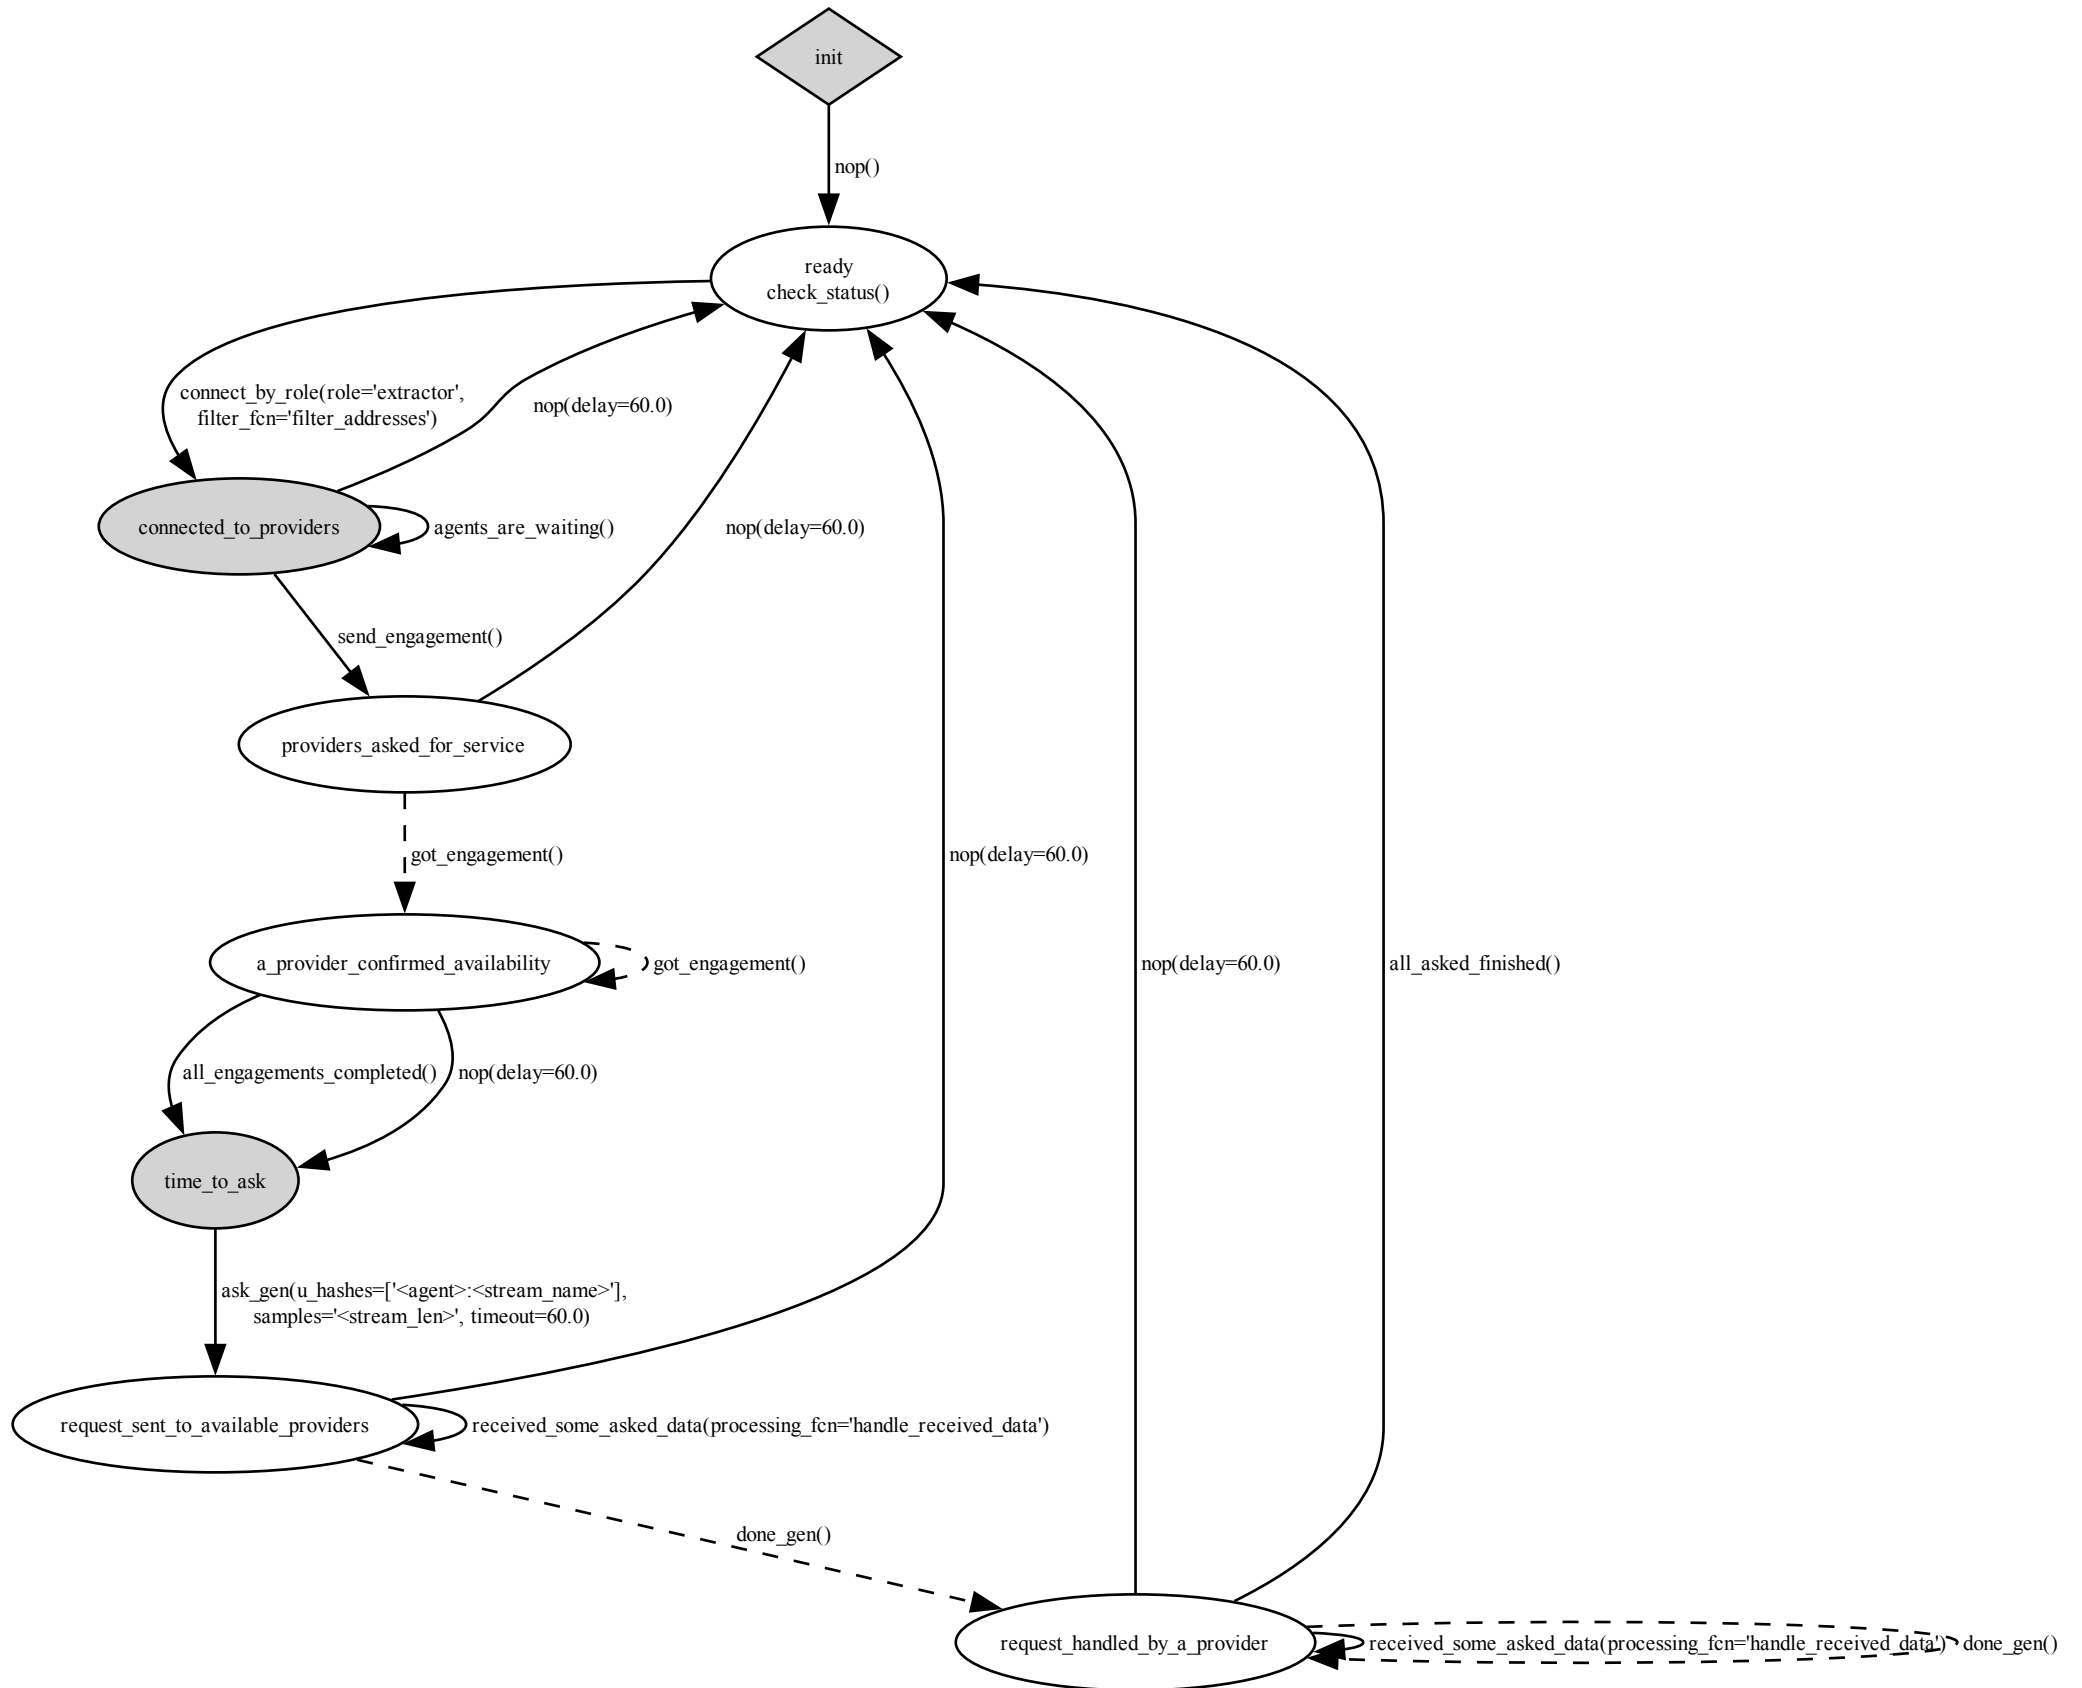 init
nop()
ready
check_status()
connect_by_role(role='extractor',
filter_fcn='filter_addresses')
nop(delay=60.0)
connected_to_providers
agents_are_waiting()
nop(delay=60.0)
send_engagement()
providers_asked_for_service
got_engagement()
nop(delay=60.0)
a_provider_confirmed_availability
got_engagement()
nop(delay=60.0)
all_asked_finished()
all_engagements_completed()
nop(delay=60.0)
time_to_ask
ask_gen(u_hashes=['<agent>:<stream_name>'],
samples='<stream_len>', timeout=60.0)
request_sent_to_available_providers
received_some_asked_data(processing_fcn='handle_received_data')
done_gen()
request_handled_by_a_provider
received_some_asked_data(processing_fcn='handle_received_data')
done_gen()